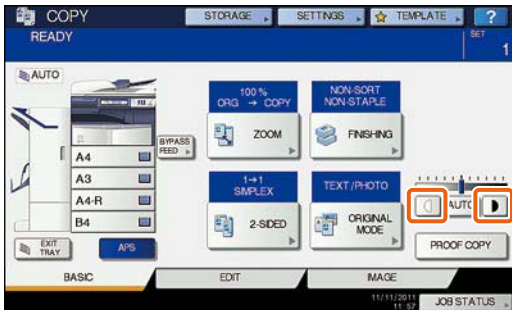 COPY
STORAGE
SETTINGS
TEMPLATE
?
READY
SET
1
AUTO
100 %
ORG → COPY
NON-SORT
NON-STAPLE
ZOOM
FINISHING
BYPASS
FEED
A4
A3
A4-R
B4
1→1
SIMPLEX
TEXT/PHOTO
2-SIDED
ORIGINAL
MODE
AUTO
EXIT
TRAY
APS
PROOF COPY
BASIC
EDIT
IMAGE
11/11/2011
11:57
JOB STATUS